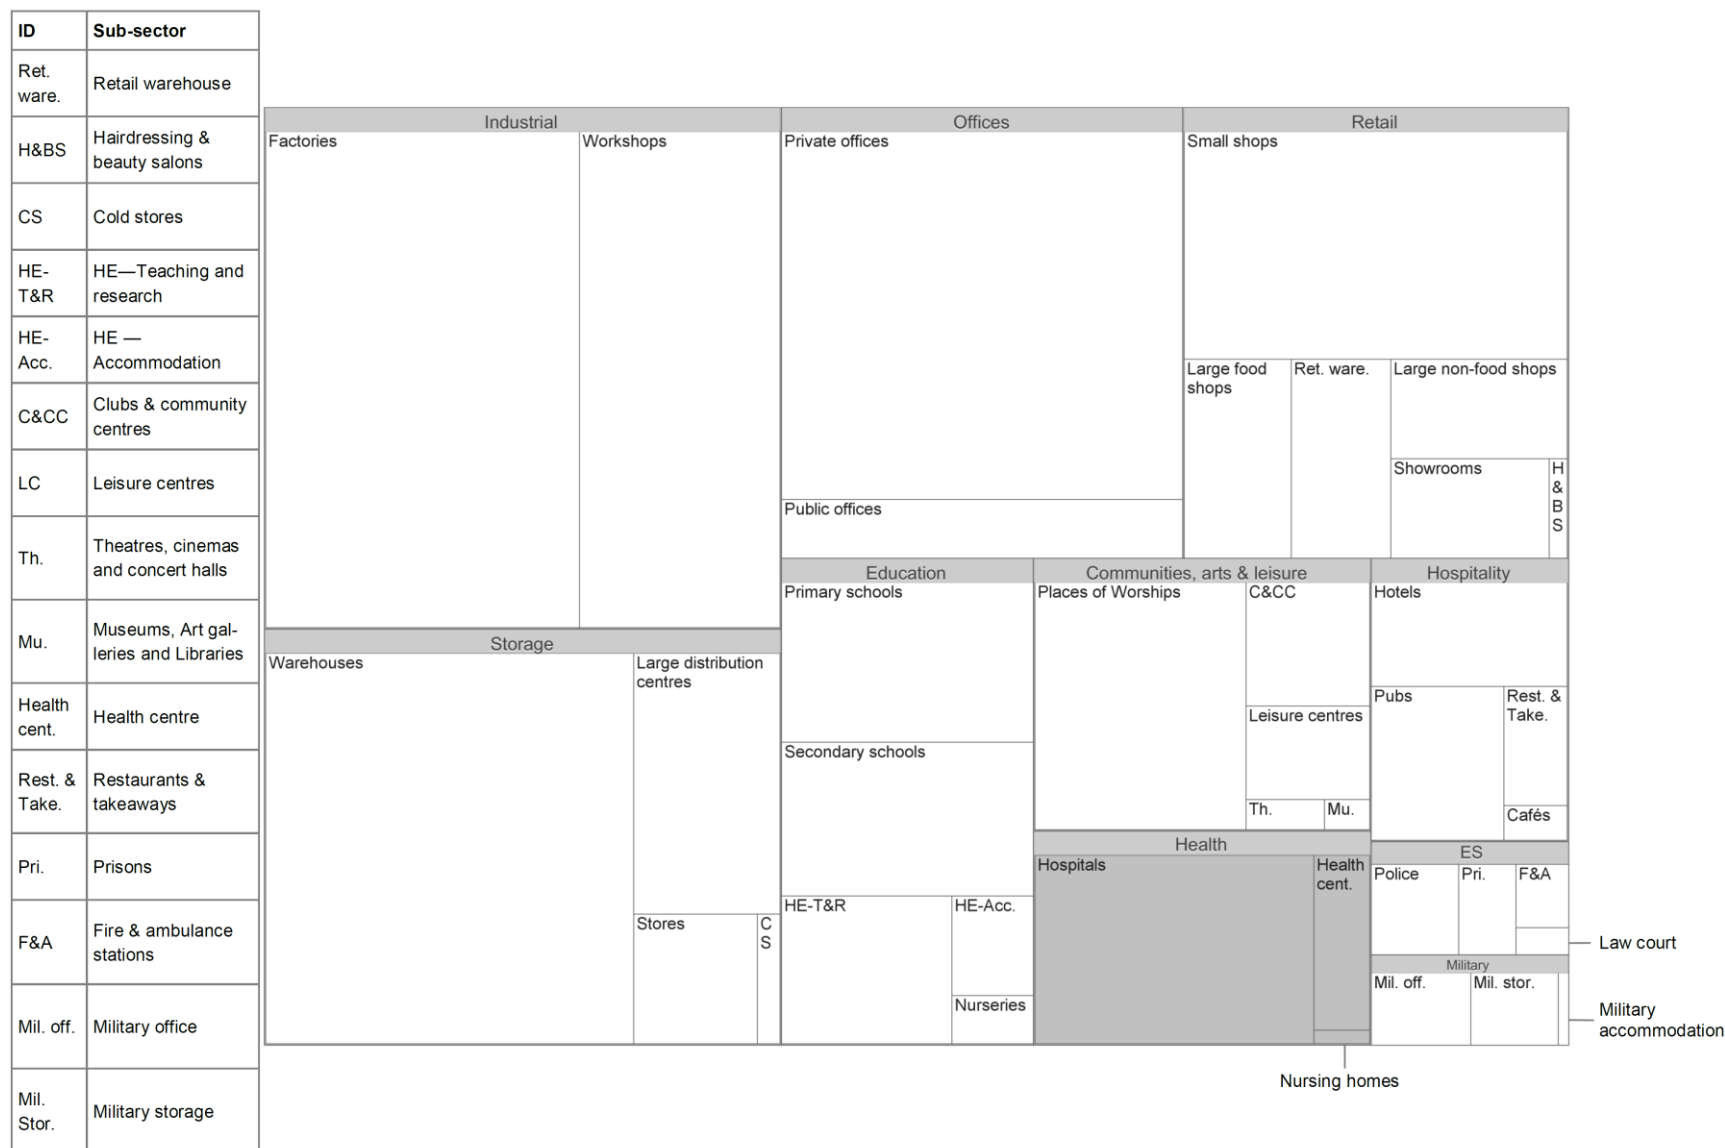 ID Sub-sector
Ret.
ware.
Retail warehouse
H&BS
Hairdressing &
beauty salons
CS
Cold stores
HE-
T&R
HE—Teaching and
research
HE-
Acc.
HE —
Accommodation
C&CC
Clubs & community
centres
LC
Leisure centres
Th.
Theatres, cinemas
and concert halls
Mu.
Museums, Art gal-
leries and Libraries
Health
cent.
Health centre
Rest. &
Take.
Restaurants &
takeaways
Pri.
Prisons
F&A
Fire & ambulance
stations
Mil. off.
Military office
Mil.
Stor.
Military storage
Industrial
Factories
Workshops
Storage
Warehouses
Large distribution
centres
Stores
C
S
Offices
Private offices
Public offices
Retail
Small shops
Large food
shops
Ret. ware.
Large non-food shops
Showrooms
H
&
B
S
Education
Primary schools
Secondary schools
HE-T&R
HE-Acc.
Nurseries
Communities, arts & leisure
Places of Worships
C&CC
Leisure centres
Th.
Mu.
Hospitality
Hotels
Pubs
Rest. &
Take.
Cafés
Health
Hospitals
Health
cent.
Nursing homes
ES
Police
Pri.
F&A
Law court
Military
Mil. off.
Mil. stor.
Military
accommodation